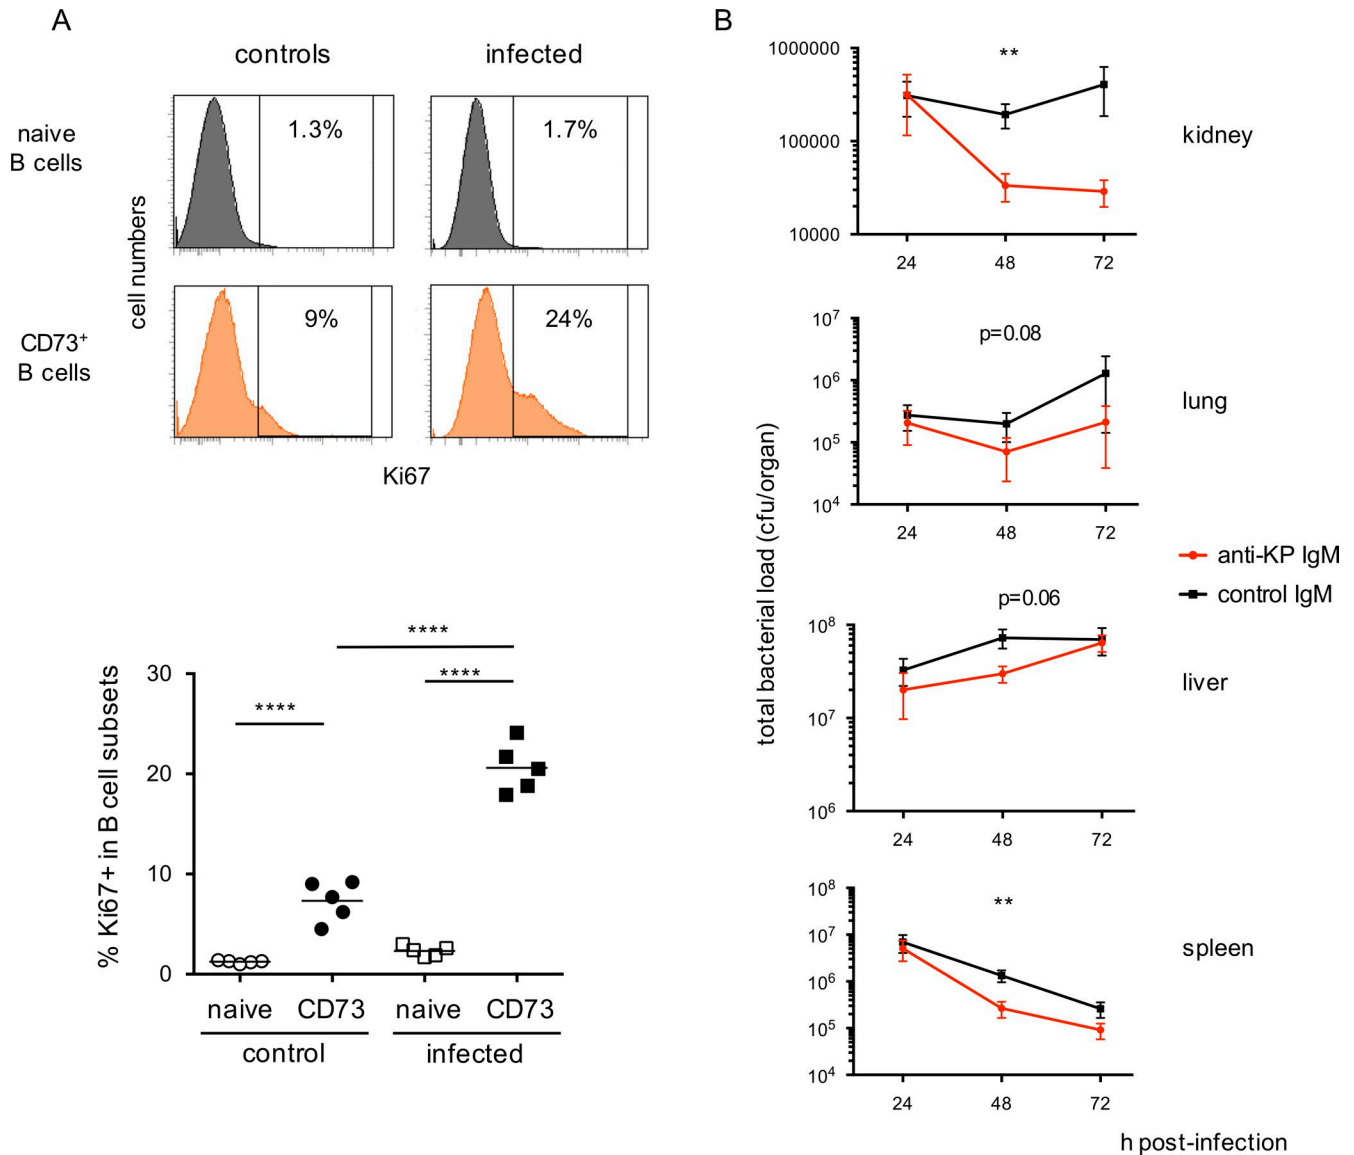 A
controls
infected
naive
B cells
1.3%
1.7%
cell numbers
CD73+
B cells
9%
24%
Ki67
% Ki67+ in B cell subsets
****
****
****
30
20
10
0
naive
CD73
naive
CD73
control
infected
B
total bacterial load (cfu/organ)
1000000
100000
10000
**
24
48
72
kidney
10⁷
10⁶
10⁵
10⁴
p=0.08
24
48
72
lung
anti-KP IgM
control IgM
p=0.06
10⁸
10⁷
10⁶
24
48
72
liver
10⁸
10⁷
10⁶
10⁵
10⁴
**
24
48
72
spleen
h post-infection